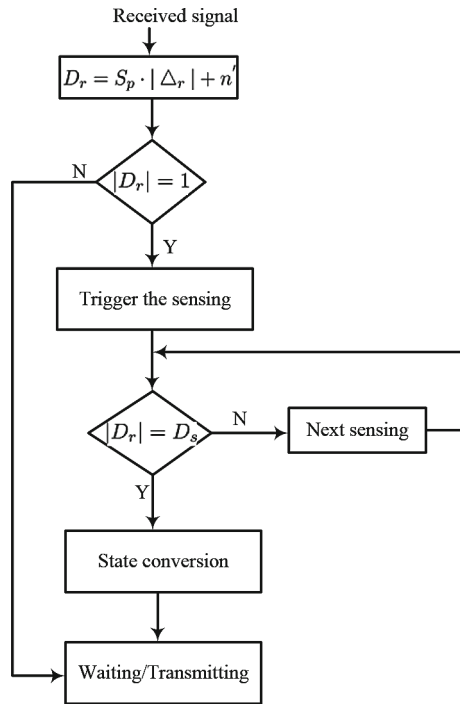 Received signal
D_r = S_p · | △_r | + n'
N
|D_r| = 1
Y
Trigger the sensing
|D_r| = D_s
N
Next sensing
Y
State conversion
Waiting/Transmitting